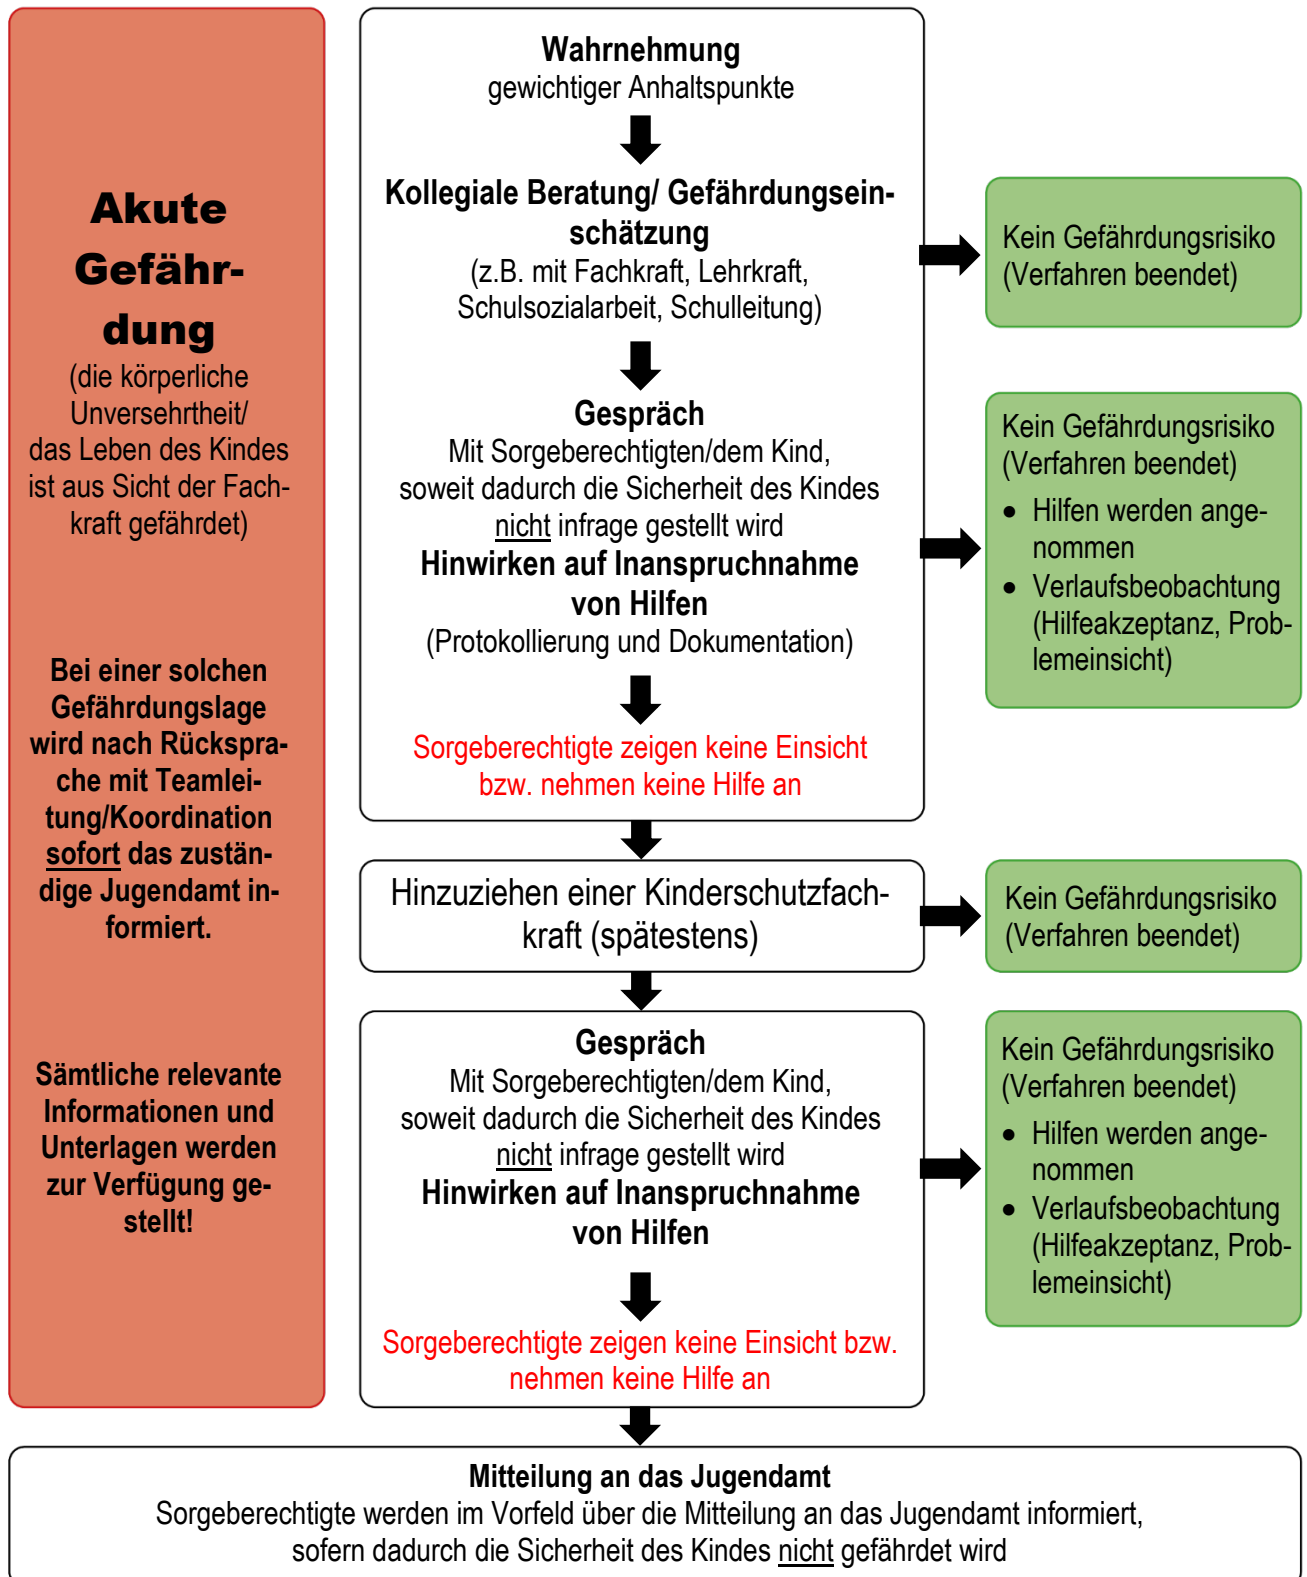 Akute
Gefähr-
dung
(die körperliche
Unversehrtheit/
das Leben des Kindes
ist aus Sicht der Fach-
kraft gefährdet)
Bei einer solchen
Gefährdungslage
wird nach Rückspra-
che mit Teamlei-
tung/Koordination
sofort das zustän-
dige Jugendamt in-
formiert.
Sämtliche relevante
Informationen und
Unterlagen werden
zur Verfügung ge-
stellt!
Wahrnehmung
gewichtiger Anhaltspunkte
Kollegiale Beratung/ Gefährdungsein-
schätzung
(z.B. mit Fachkraft, Lehrkraft,
Schulsozialarbeit, Schulleitung)
Kein Gefährdungsrisiko
(Verfahren beendet)
Gespräch
Mit Sorgeberechtigten/dem Kind,
soweit dadurch die Sicherheit des Kindes
nicht infrage gestellt wird
Hinwirken auf Inanspruchnahme
von Hilfen
(Protokollierung und Dokumentation)
Kein Gefährdungsrisiko
(Verfahren beendet)
• Hilfen werden ange-
nommen
• Verlaufsbeobachtung
(Hilfeakzeptanz, Prob-
lemeinsicht)
Sorgeberechtigte zeigen keine Einsicht
bzw. nehmen keine Hilfe an
Hinzuziehen einer Kinderschutzfach-
kraft (spätestens)
Kein Gefährdungsrisiko
(Verfahren beendet)
Gespräch
Mit Sorgeberechtigten/dem Kind,
soweit dadurch die Sicherheit des Kindes
nicht infrage gestellt wird
Hinwirken auf Inanspruchnahme
von Hilfen
Kein Gefährdungsrisiko
(Verfahren beendet)
• Hilfen werden ange-
nommen
• Verlaufsbeobachtung
(Hilfeakzeptanz, Prob-
lemeinsicht)
Sorgeberechtigte zeigen keine Einsicht bzw.
nehmen keine Hilfe an
Mitteilung an das Jugendamt
Sorgeberechtigte werden im Vorfeld über die Mitteilung an das Jugendamt informiert,
sofern dadurch die Sicherheit des Kindes nicht gefährdet wird